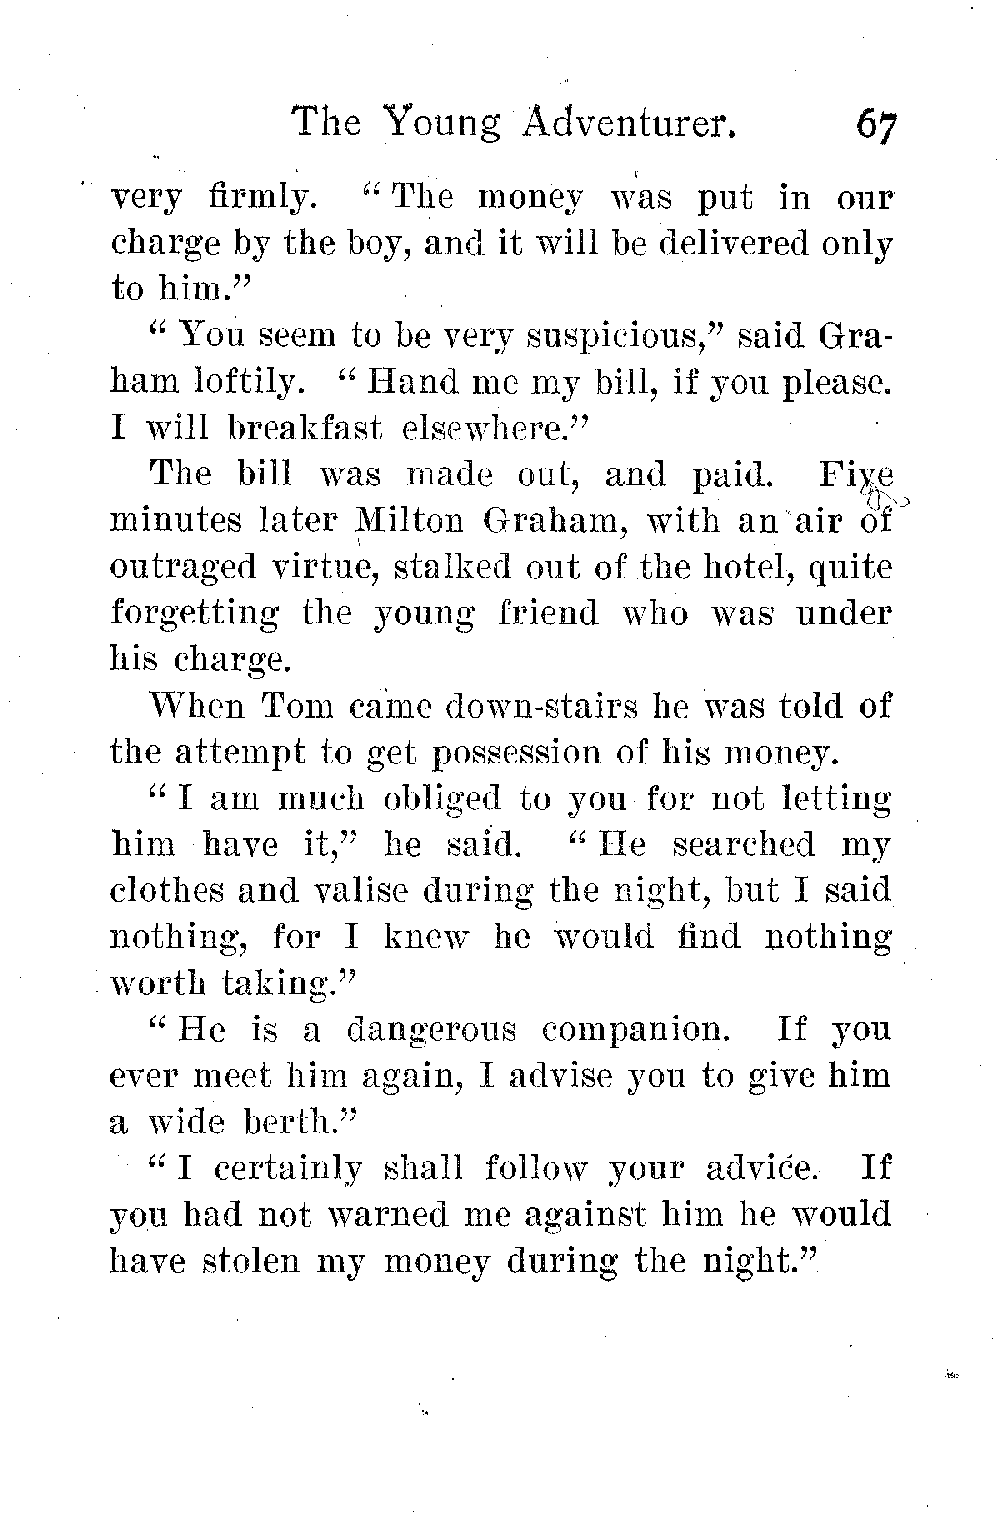 The Young Adventurer. 67
very firmly. “ The money was put in our
charge by the boy, and it will be delivered only
to him.”
“ You seem to be very suspicious,” said Gra-
ham loftily. “ Hand me my bill, if you please.
I will breakfast elsewhere.”
The bill was made out, and paid. Five
minutes later Milton Graham, with an air of
outraged virtue, stalked out of the hotel, quite
forgetting the young friend who was under
his charge.
When Tom came down-stairs he was told of
the attempt to get possession of his money.
“ I am much obliged to you for not letting
him have it,” he said. “ He searched my
clothes and valise during the night, but I said
nothing, for I knew he would find nothing
worth taking.”
“ He is a dangerous companion. If you
ever meet him again, I advise you to give him
a wide berth.”
“ I certainly shall follow your advice. If
you had not warned me against him he would
have stolen my money during the night.”